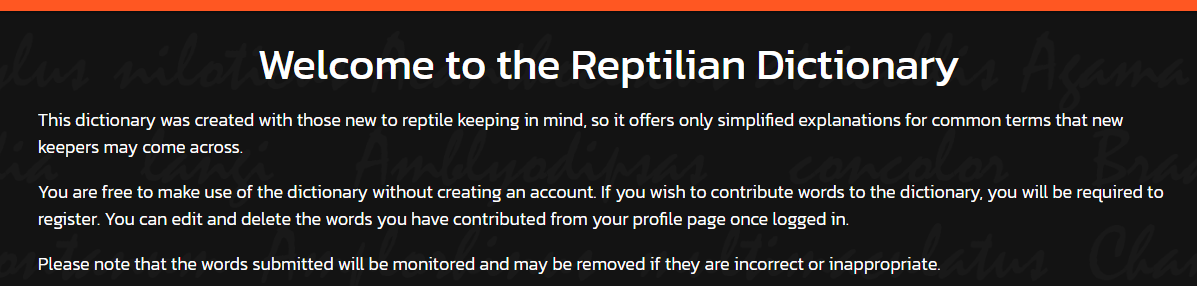 Welcome to the Reptilian Dictionary
This dictionary was created with those new to reptile keeping in mind, so it offers only simplified explanations for common terms that new
keepers may come across.
You are free to make use of the dictionary without creating an account. If you wish to contribute words to the dictionary, you will be required to
register. You can edit and delete the words you have contributed from your profile page once logged in.
Please note that the words submitted will be monitored and may be removed if they are incorrect or inappropriate.